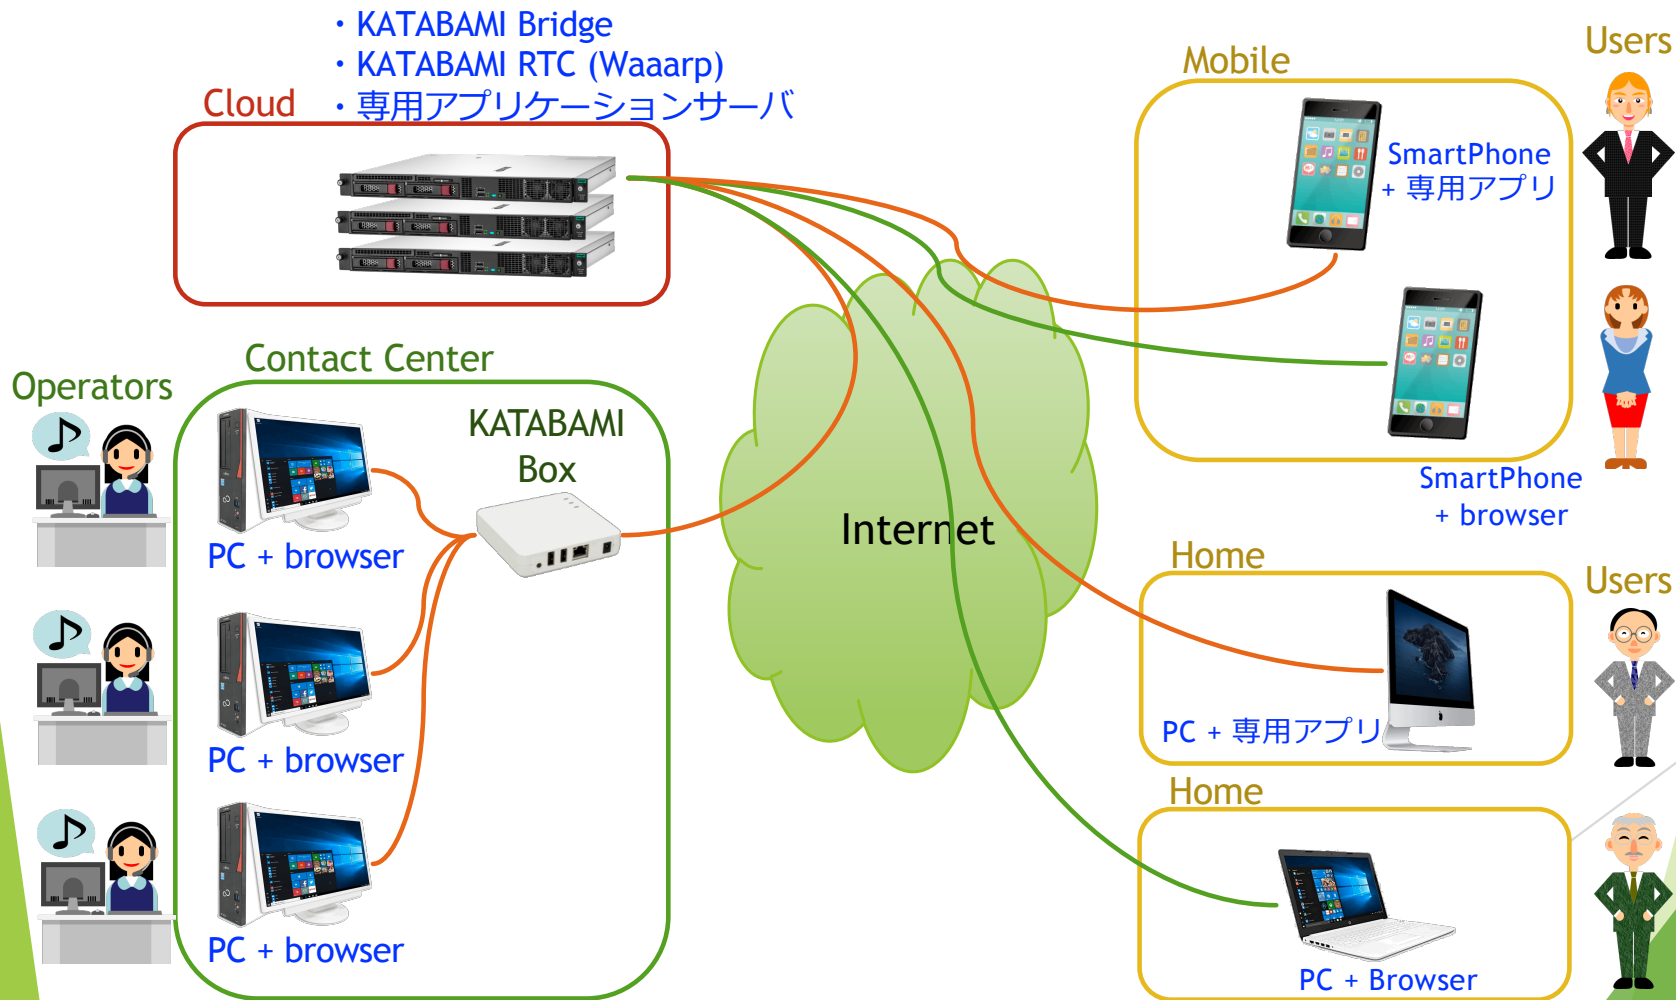 ・KATABAMI Bridge
・KATABAMI RTC (Waaarp)
・専用アプリケーションサーバ
Cloud
Mobile
Users
SmartPhone
+ 専用アプリ
SmartPhone
+ browser
Contact Center
Operators
KATABAMI
Box
PC + browser
PC + browser
PC + browser
Internet
Home
Users
PC + 専用アプリ
Home
PC + Browser